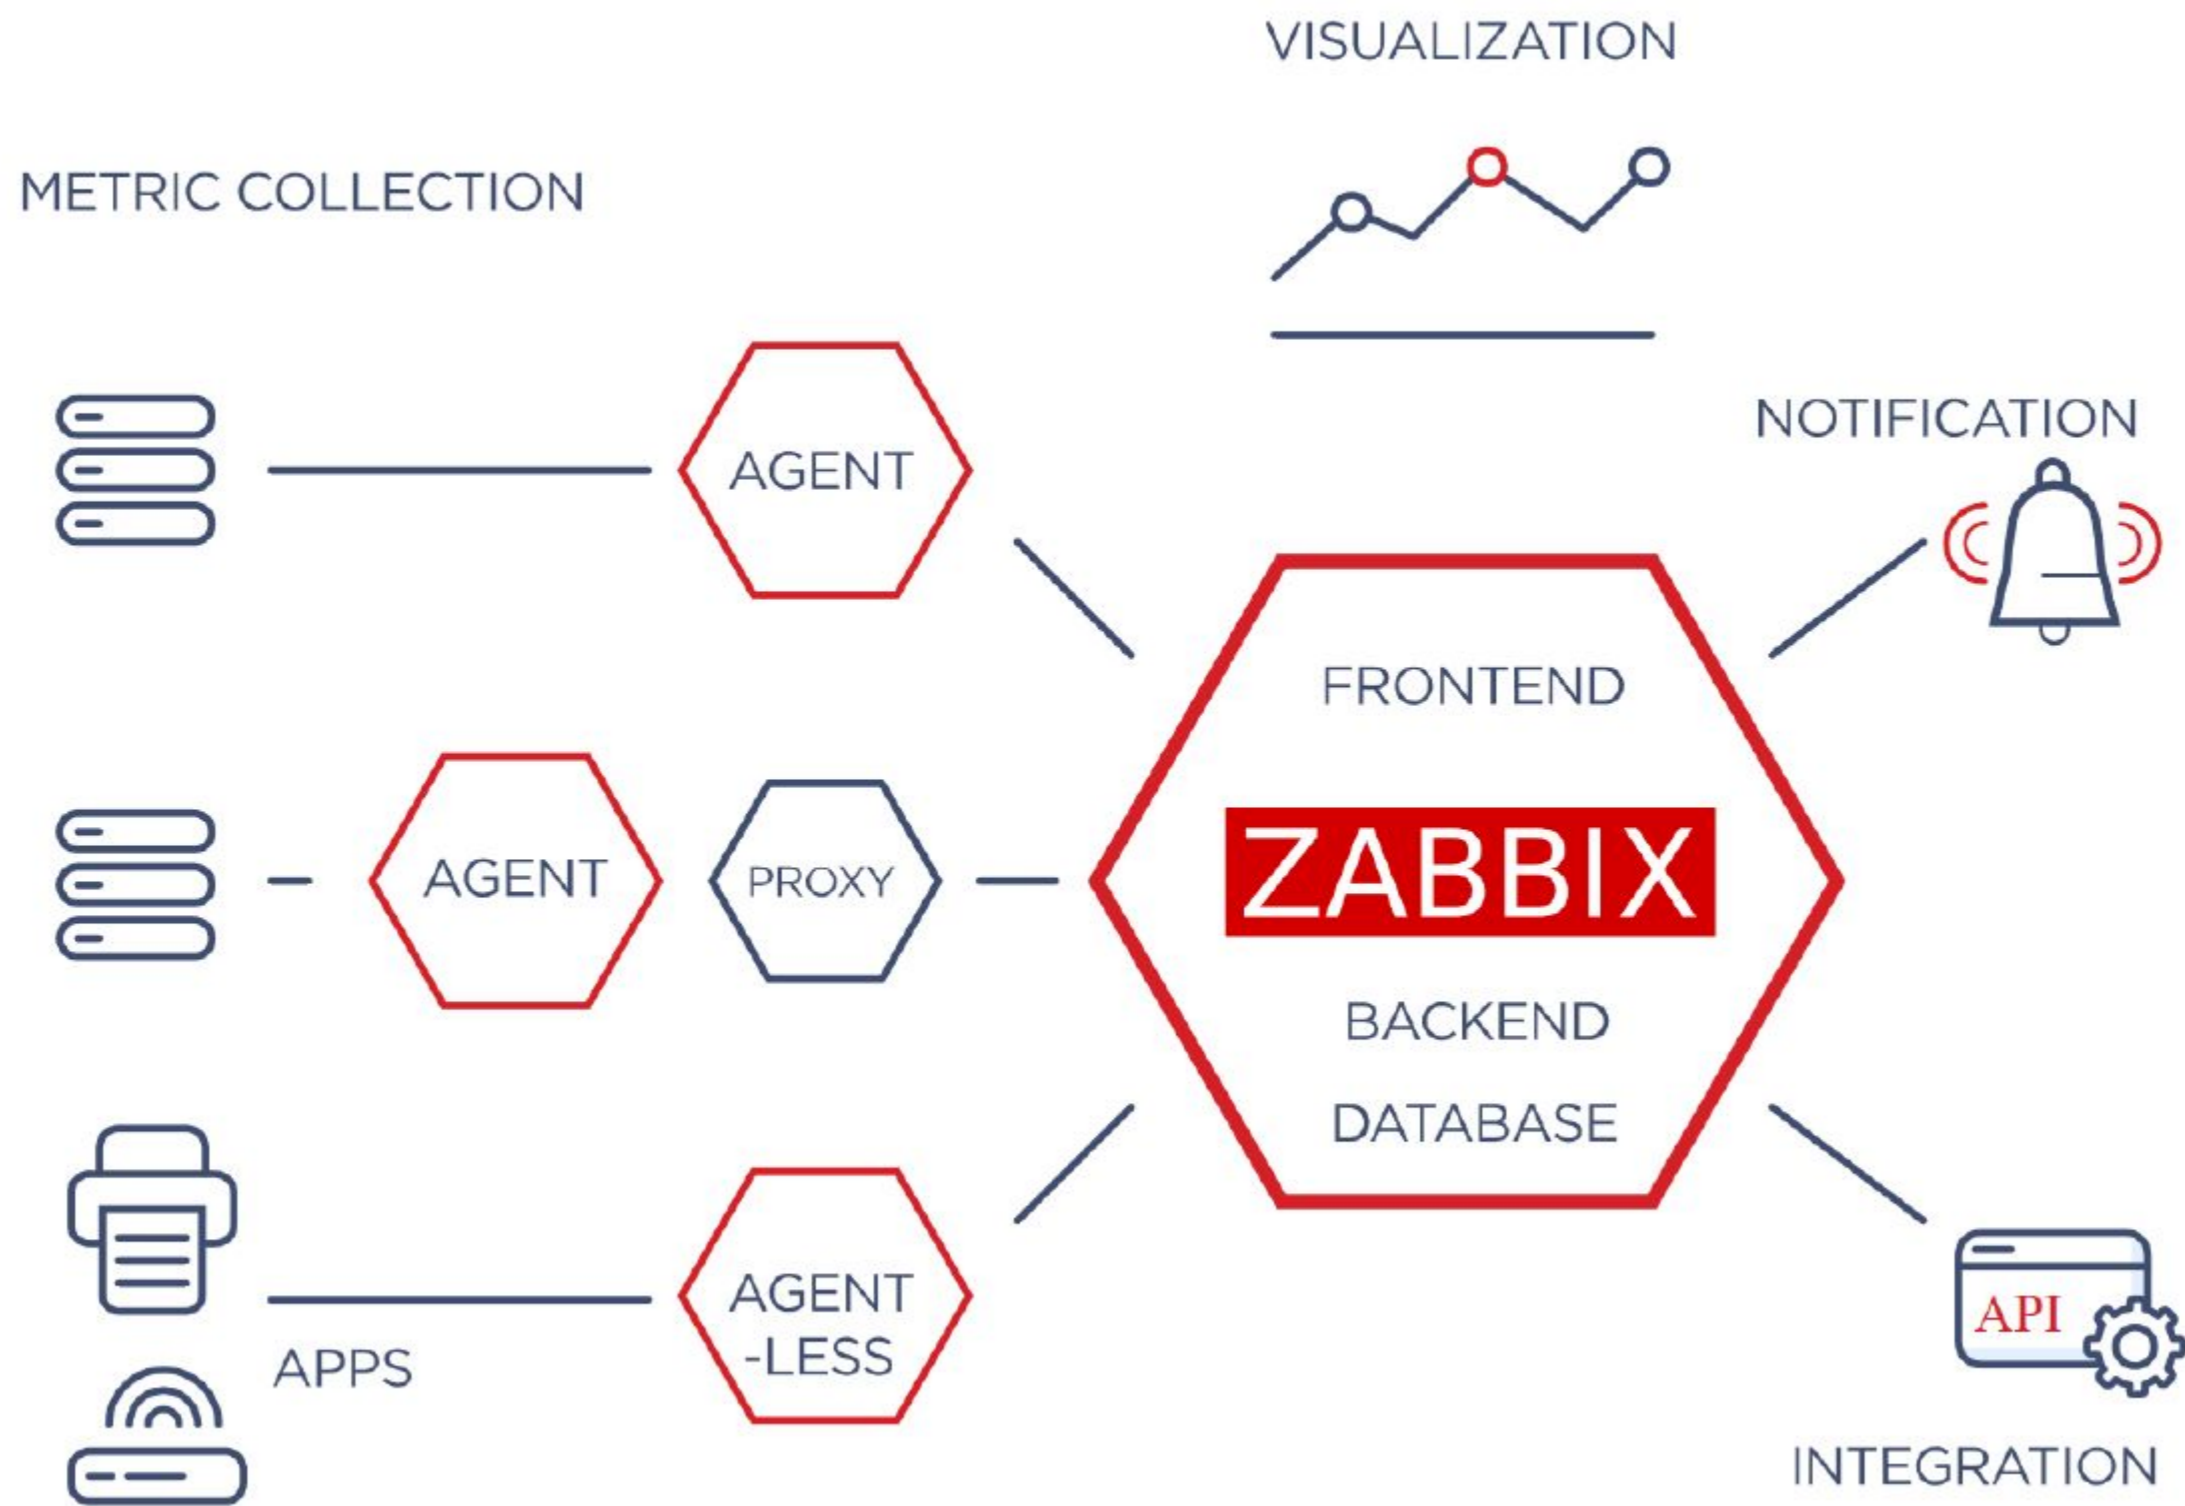 VISUALIZATION
METRIC COLLECTION
NOTIFICATION
AGENT
FRONTEND
AGENT
PROXY
ZABBIX
BACKEND
DATABASE
AGENT
-LESS
APPS
API
INTEGRATION